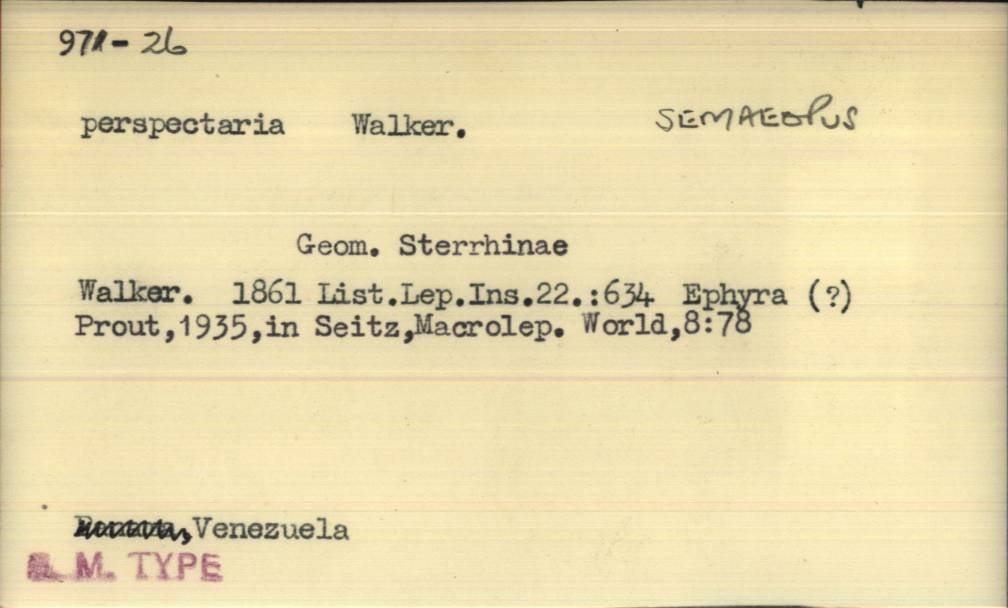 971-26
perspectaria Walker. SEMAEOPUS
Geom. Sterrhinae
Walker. 1861 List.Lep.Ins.22.:634 Ephyra (?)
Prout,1935,in Seitz,Macrolep. World,8:78
,Venezuela
B. M. TYPE